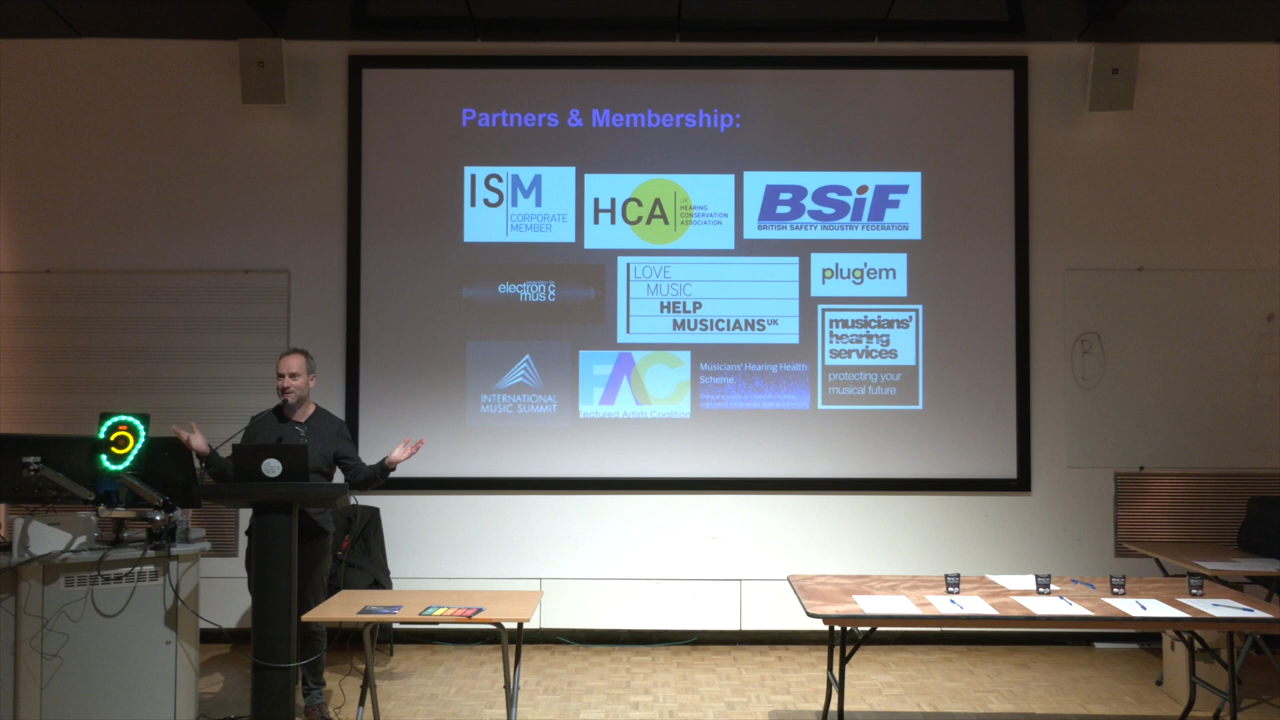 Partners & Membership:
ISM
CORPORATE
MEMBER
HCA
UK
HEARING
CONSERVATION
ASSOCIATION
BSiF
BRITISH SAFETY INDUSTRY FEDERATION
electronic
music
LOVE
MUSIC
HELP
MUSICIANS UK
plug'em
musicians'
hearing
services
protecting your
musical future
INTERNATIONAL
MUSIC SUMMIT
FAC
Featured Artists Coalition
Musicians' Hearing Health
Scheme
B